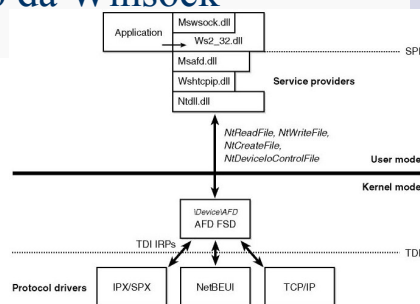 da Winsock
Application
Mswsock.dll
Ws2_32.dll
SPI
Msafd.dll
Wshtcpip.dll
Service providers
Ntdll.dll
NtReadFile, NtWriteFile,
NtCreateFile,
NtDeviceIoControlFile
User mode
Kernel mode
\Device\AFD
AFD FSD
TDI IRPs
TDI
Protocol drivers
IPX/SPX
NetBEUI
TCP/IP